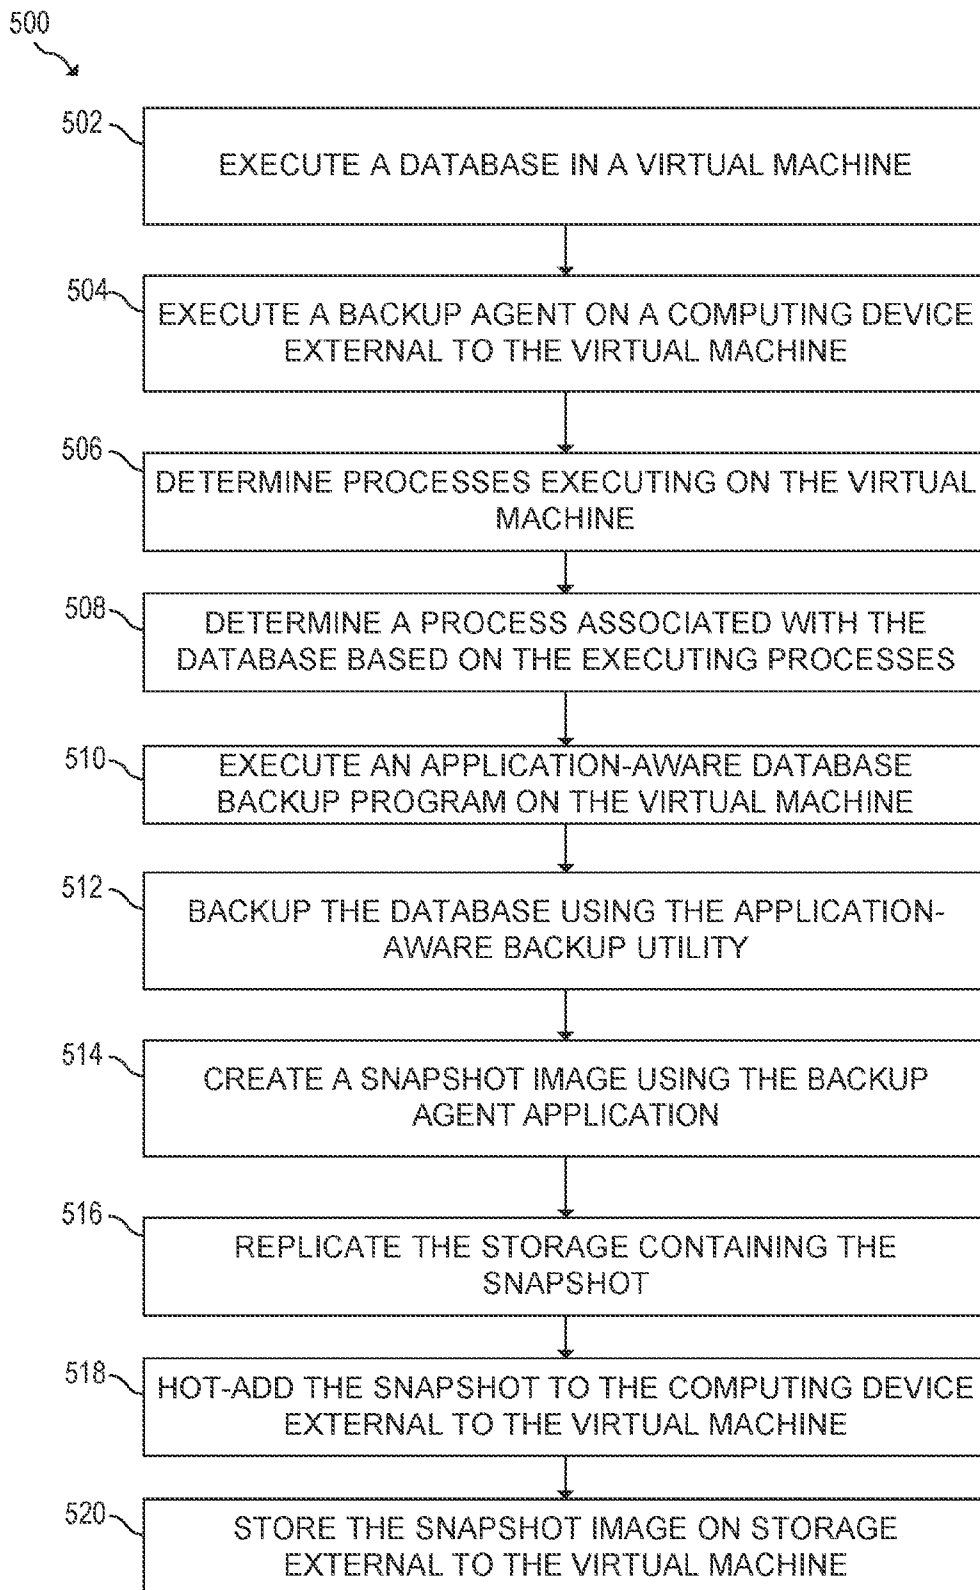 500
502
EXECUTE A DATABASE IN A VIRTUAL MACHINE
504
EXECUTE A BACKUP AGENT ON A COMPUTING DEVICE
EXTERNAL TO THE VIRTUAL MACHINE
506
DETERMINE PROCESSES EXECUTING ON THE VIRTUAL
MACHINE
508
DETERMINE A PROCESS ASSOCIATED WITH THE
DATABASE BASED ON THE EXECUTING PROCESSES
510
EXECUTE AN APPLICATION-AWARE DATABASE
BACKUP PROGRAM ON THE VIRTUAL MACHINE
512
BACKUP THE DATABASE USING THE APPLICATION-
AWARE BACKUP UTILITY
514
CREATE A SNAPSHOT IMAGE USING THE BACKUP
AGENT APPLICATION
516
REPLICATE THE STORAGE CONTAINING THE
SNAPSHOT
518
HOT-ADD THE SNAPSHOT TO THE COMPUTING DEVICE
EXTERNAL TO THE VIRTUAL MACHINE
520
STORE THE SNAPSHOT IMAGE ON STORAGE
EXTERNAL TO THE VIRTUAL MACHINE